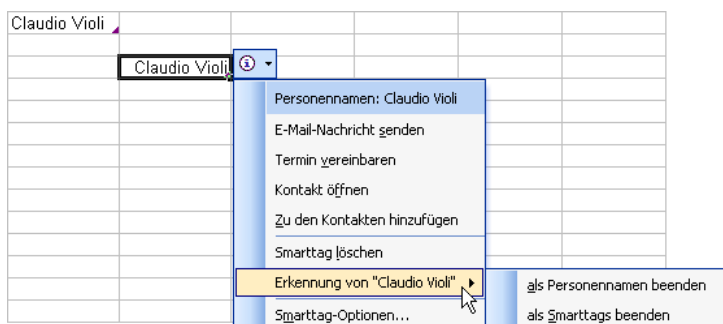 Claudio Violi
Claudio Violi
Personennamen: Claudio Violi
E-Mail-Nachricht senden
Termin vereinbaren
Kontakt öffnen
Zu den Kontakten hinzufügen
Smarttag löschen
Erkennung von "Claudio Violi"
als Personennamen beenden
Smarttag-Optionen...
als Smarttags beenden